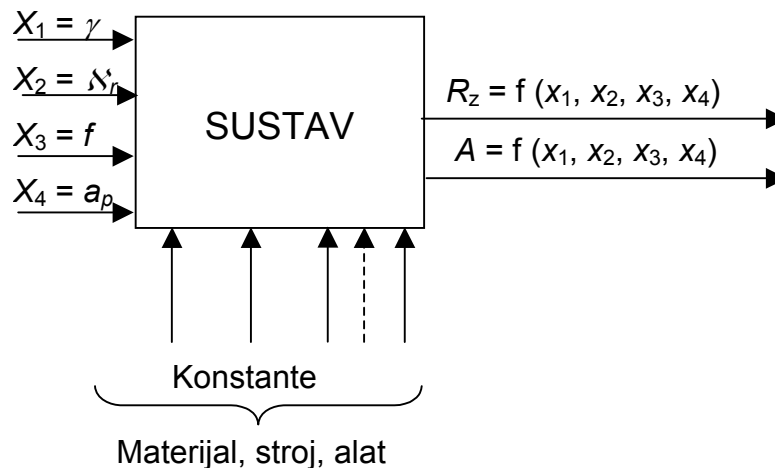 X₁ = γ
X₂ = ℵᵣ
X₃ = f
X₄ = aₚ
SUSTAV
R_z = f (x₁, x₂, x₃, x₄)
A = f (x₁, x₂, x₃, x₄)
Konstante
Materijal, stroj, alat